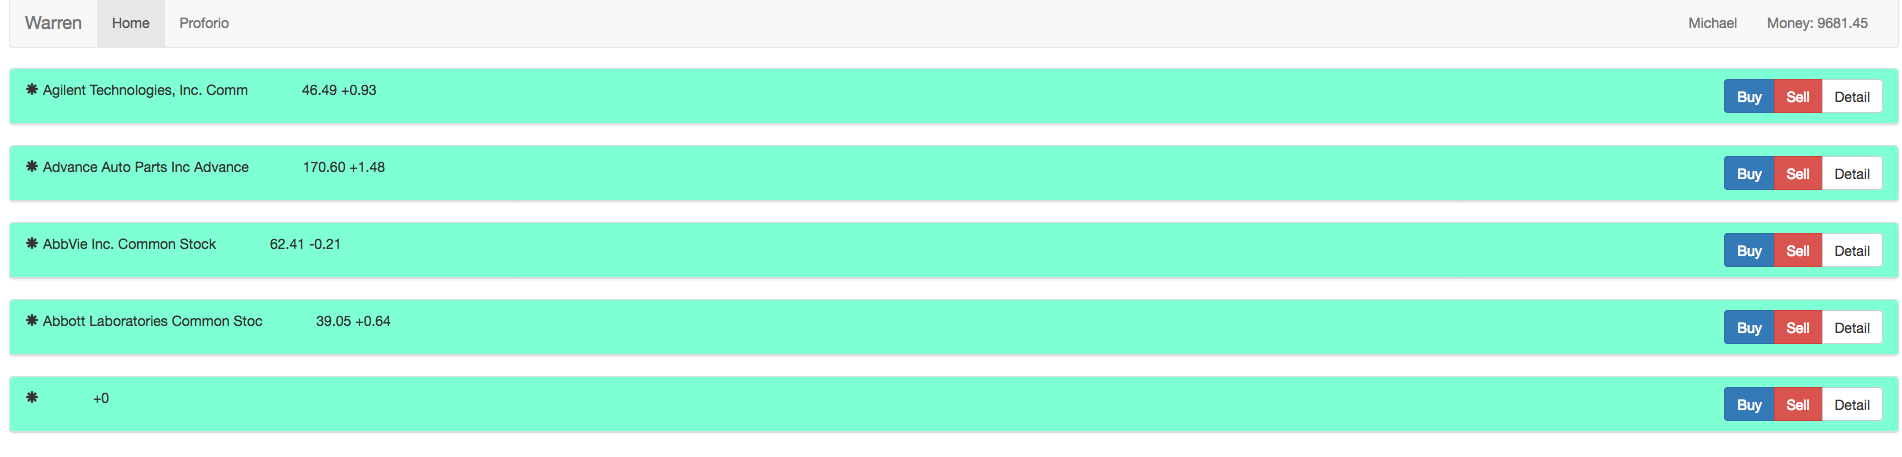 Warren Home Proforio Michael Money: 9681.45
Agilent Technologies, Inc. Comm 46.49 +0.93 Buy Sell Detail
Advance Auto Parts Inc Advance 170.60 +1.48 Buy Sell Detail
AbbVie Inc. Common Stock 62.41 -0.21 Buy Sell Detail
Abbott Laboratories Common Stoc 39.05 +0.64 Buy Sell Detail
+0 Buy Sell Detail